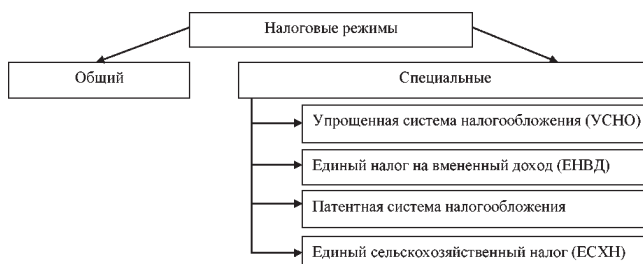 Налоговые режимы
Общий
Специальные
Упрощенная система налогообложения (УСНО)
Единый налог на вмененный доход (ЕНВД)
Патентная система налогообложения
Единый сельскохозяйственный налог (ЕСХН)